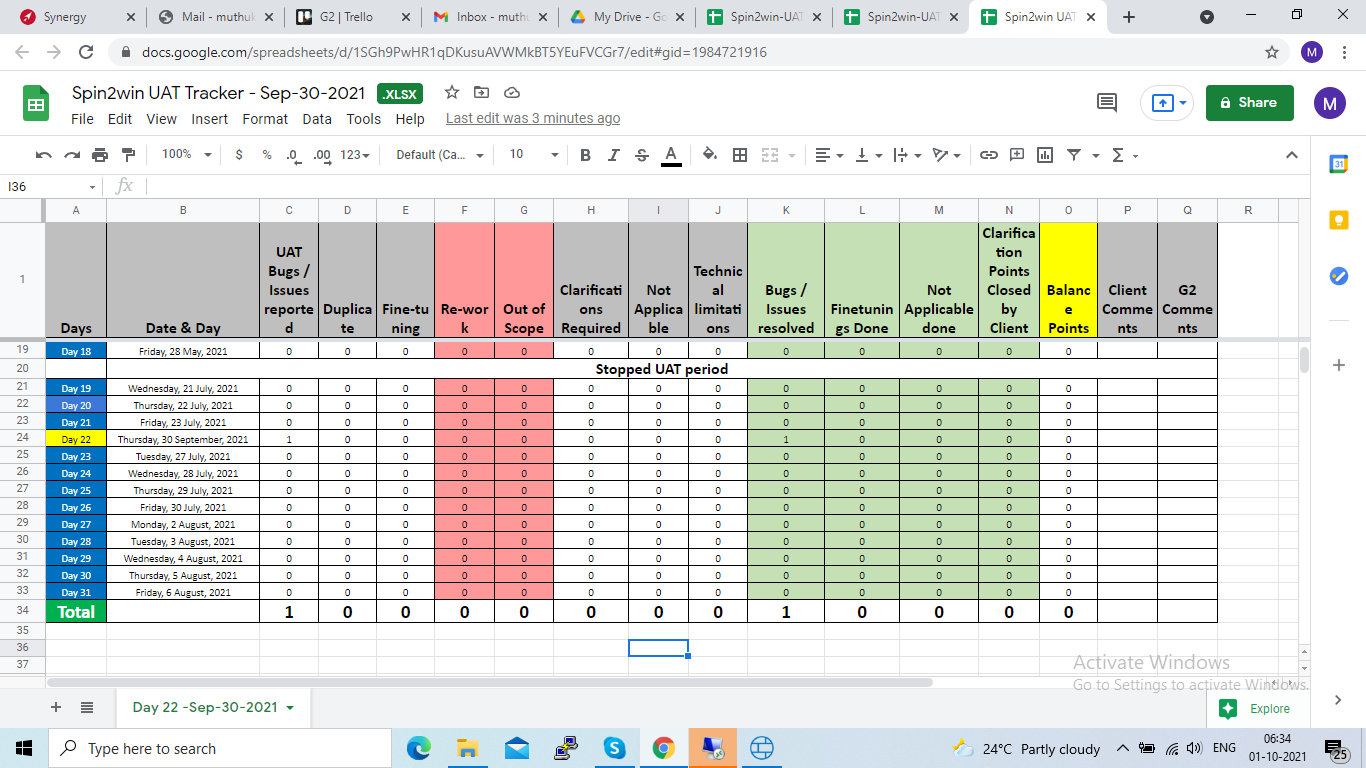 Synergy
Mail - muthuk
G2 | Trello
Inbox - muthu
My Drive - Go
Spin2win-UAT
Spin2win-UAT
Spin2win UAT
docs.google.com/spreadsheets/d/1SGh9PwHR1qDKusuAVWMkBT5YEuFVCGr7/edit#gid=1984721916
M
Spin2win UAT Tracker - Sep-30-2021 .XLSX
Share
M
File Edit View Insert Format Data Tools Help Last edit was 3 minutes ago
100% $ % .0 .00 123 Default (Ca... 10 B I S A
31
I36 fx
A B C D E F G H I J K L M N O P Q R
1 Days Date & Day UAT Bugs / Issues reported Duplicate Fine-tuning Re-work Out of Scope Clarifications Required Not Applicable Technical limitations Bugs / Issues resolved Finetunings Done Not Applicable done Clarification Points Closed by Client Balance Points Client Comments G2 Comments
19 Day 18 Friday, 28 May, 2021 0 0 0 0 0 0 0 0 0 0 0 0 0
20 Stopped UAT period
21 Day 19 Wednesday, 21 July, 2021 0 0 0 0 0 0 0 0 0 0 0 0 0
22 Day 20 Thursday, 22 July, 2021 0 0 0 0 0 0 0 0 0 0 0 0 0
23 Day 21 Friday, 23 July, 2021 0 0 0 0 0 0 0 0 0 0 0 0 0
24 Day 22 Thursday, 30 September, 2021 1 0 0 0 0 0 0 0 1 0 0 0 0
25 Day 23 Tuesday, 27 July, 2021 0 0 0 0 0 0 0 0 0 0 0 0 0
26 Day 24 Wednesday, 28 July, 2021 0 0 0 0 0 0 0 0 0 0 0 0 0
27 Day 25 Thursday, 29 July, 2021 0 0 0 0 0 0 0 0 0 0 0 0 0
28 Day 26 Friday, 30 July, 2021 0 0 0 0 0 0 0 0 0 0 0 0 0
29 Day 27 Monday, 2 August, 2021 0 0 0 0 0 0 0 0 0 0 0 0 0
30 Day 28 Tuesday, 3 August, 2021 0 0 0 0 0 0 0 0 0 0 0 0 0
31 Day 29 Wednesday, 4 August, 2021 0 0 0 0 0 0 0 0 0 0 0 0 0
32 Day 30 Thursday, 5 August, 2021 0 0 0 0 0 0 0 0 0 0 0 0 0
33 Day 31 Friday, 6 August, 2021 0 0 0 0 0 0 0 0 0 0 0 0 0
34 Total 1 0 0 0 0 0 0 0 1 0 0 0 0
35
36
37
Activate Windows
Go to Settings to activate Windows.
Day 22 -Sep-30-2021
Explore
Type here to search
24°C Partly cloudy
ENG
06:34
01-10-2021
25